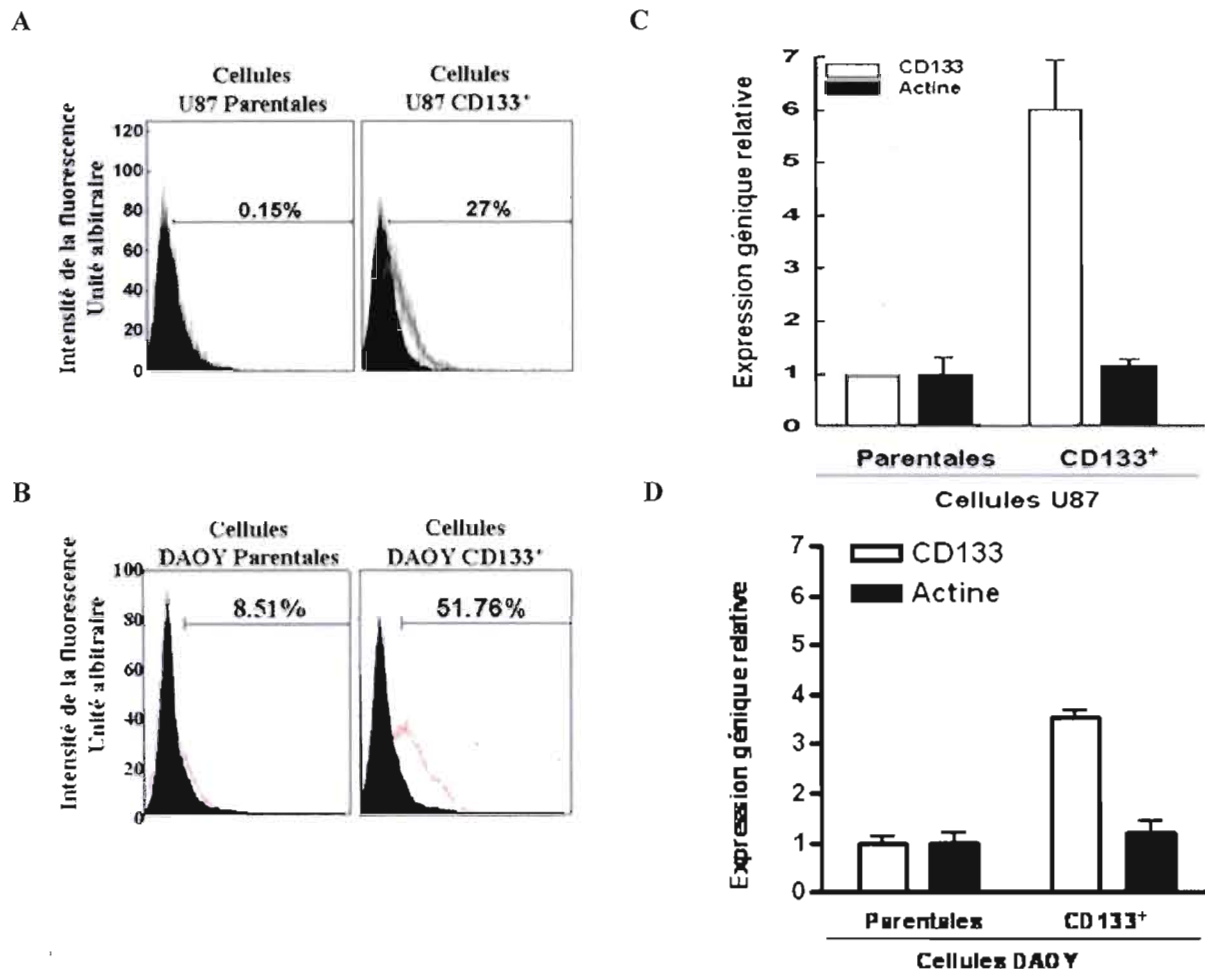 A
Cellules
U87 Parentales
Cellules
U87 CD133⁺
Intensité de la fluorescence
Unité albitraire
120
100
80
60
40
20
0
0.15%
27%
B
Cellules
DAOY Parentales
Cellules
DAOY CD133⁺
Intensité de la fluorescence
Unité albitraire
100
80
60
40
20
0
8.51%
51.76%
C
CD133
Actine
Expression génique relative
7
6
5
4
3
2
1
0
Parentales
CD133⁺
Cellules U87
D
CD133
Actine
Expression génique relative
7
6
5
4
3
2
1
0
Parentales
CD133⁺
Cellules DAOY